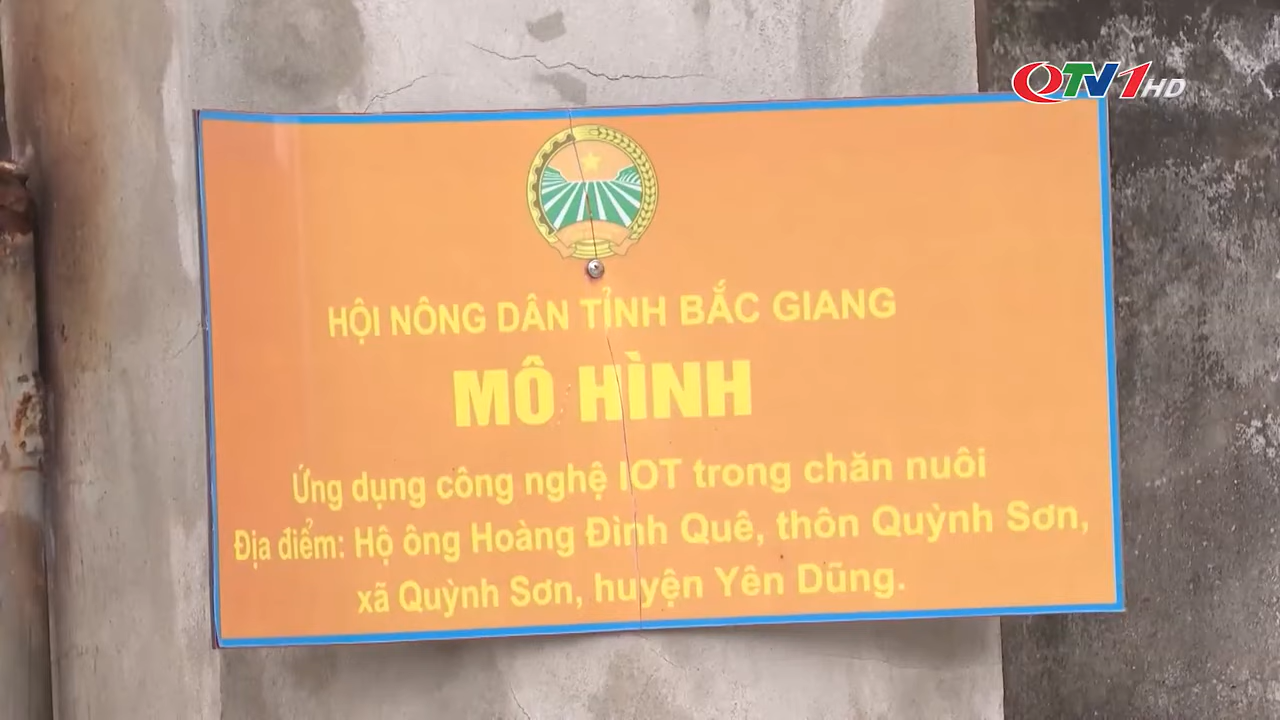 QTV1HD
HỘI NÔNG DÂN TỈNH BẮC GIANG
MÔ HÌNH
Ứng dụng công nghệ IOT trong chăn nuôi
Địa điểm: Hộ ông Hoàng Đình Quê, thôn Quỳnh Sơn,
xã Quỳnh Sơn, huyện Yên Dũng.